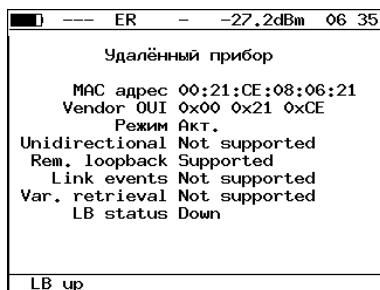 --- ER - -27.2dBm 06 35
Удалённый прибор
MAC адрес 00:21:CE:08:06:21
Vendor OUI 0x00 0x21 0xCE
Режим Акт.
Unidirectional Not supported
Rem. loopback Supported
Link events Not supported
Var. retrieval Not supported
LB status Down
LB up